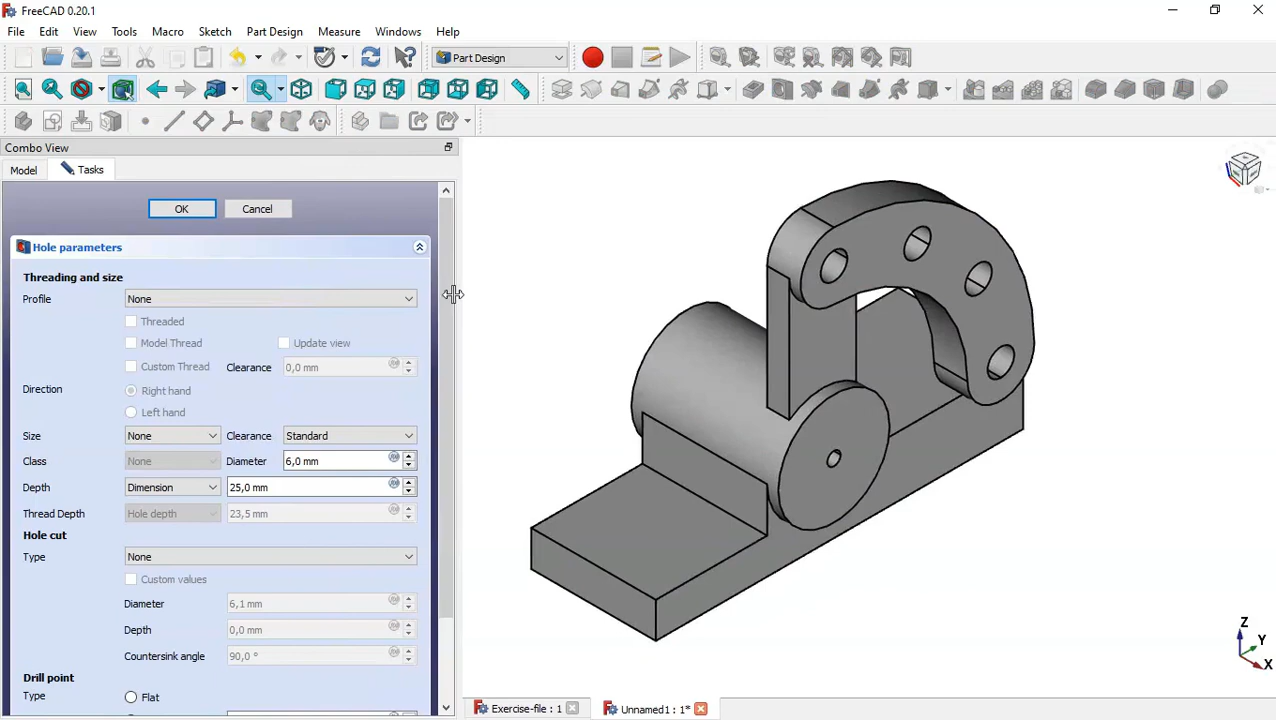 FreeCAD 0.20.1
File Edit View Tools Macro Sketch Part Design Measure Windows Help
Part Design
Combo View
Model Tasks
OK Cancel
Hole parameters
Threading and size
Profile None
Threaded
Model Thread Update view
Custom Thread Clearance 0,0 mm
Direction Right hand
Left hand
Size None Clearance Standard
Class None Diameter 6,0 mm
Depth Dimension 25,0 mm
Thread Depth Hole depth 23,5 mm
Hole cut
Type None
Custom values
Diameter 6,1 mm
Depth 0,0 mm
Countersink angle 90,0 °
Drill point
Type Flat
Z
Y
X
Exercise-file : 1 Unnamed1 : 1*